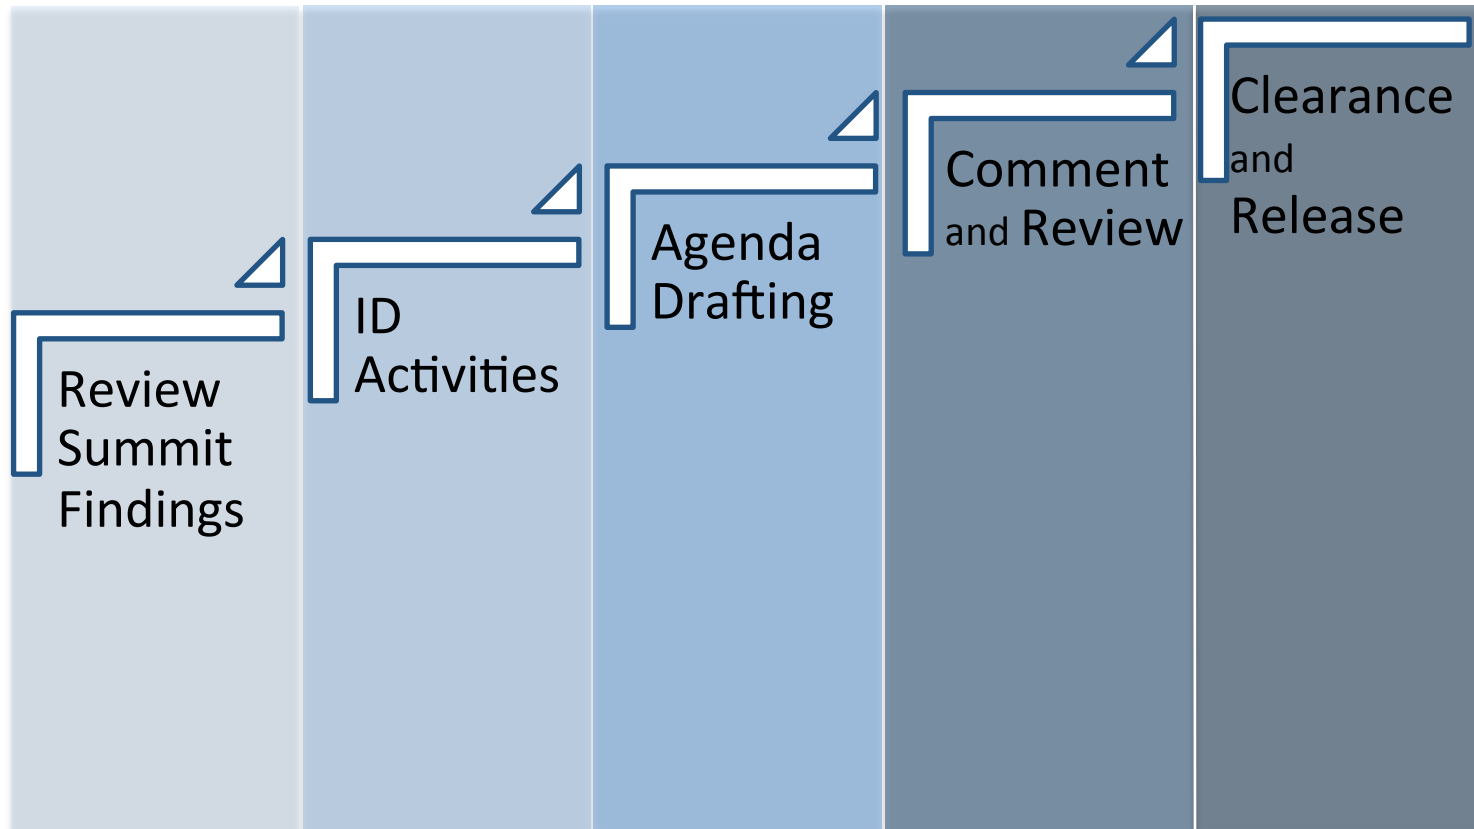 Review
Summit
Findings
ID
Activities
Agenda
Drafting
Comment
and Review
Clearance
and
Release